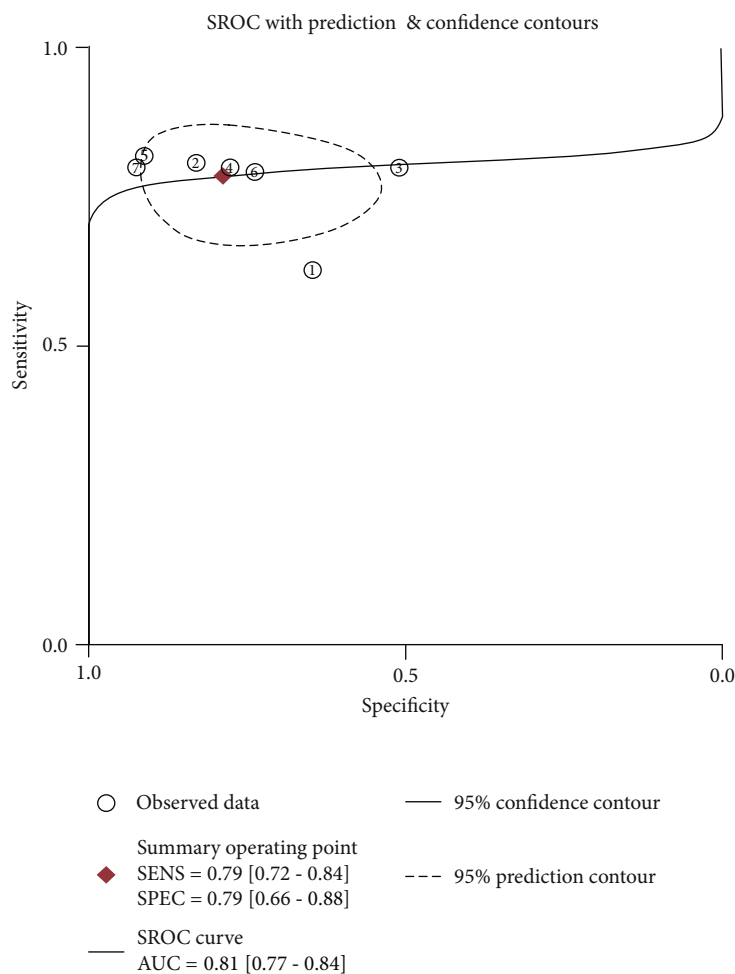 SROC with prediction & confidence contours
1.0
5
7
2
4
6
3
1
Sensitivity
0.5
0.0
1.0
0.5
0.0
Specificity
Observed data
95% confidence contour
Summary operating point
SENS = 0.79 [0.72 - 0.84]
SPEC = 0.79 [0.66 - 0.88]
95% prediction contour
SROC curve
AUC = 0.81 [0.77 - 0.84]